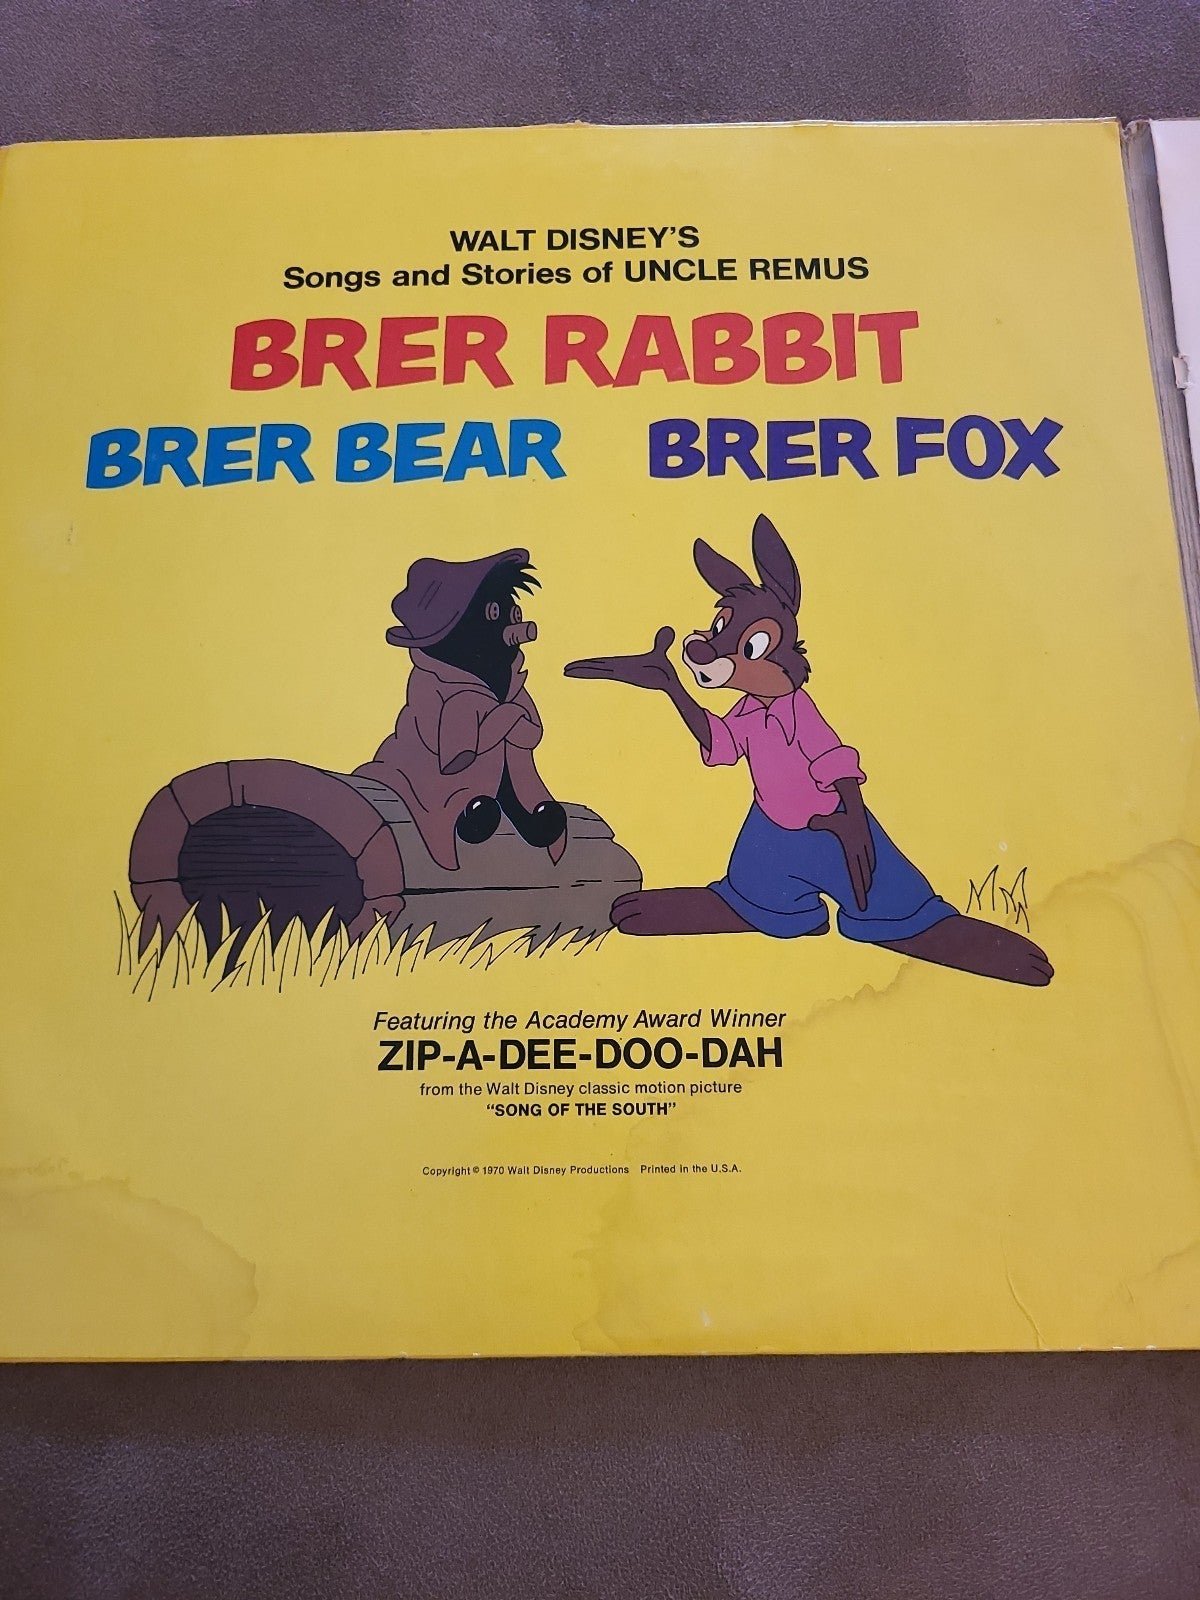 WALT DISNEY'S
Songs and Stories of UNCLE REMUS
BRER RABBIT
BRER BEAR BRER FOX
Featuring the Academy Award Winner
ZIP-A-DEE-DOO-DAH
from the Walt Disney classic motion picture
"SONG OF THE SOUTH"
Copyright © 1970 Walt Disney Productions Printed in the U.S.A.